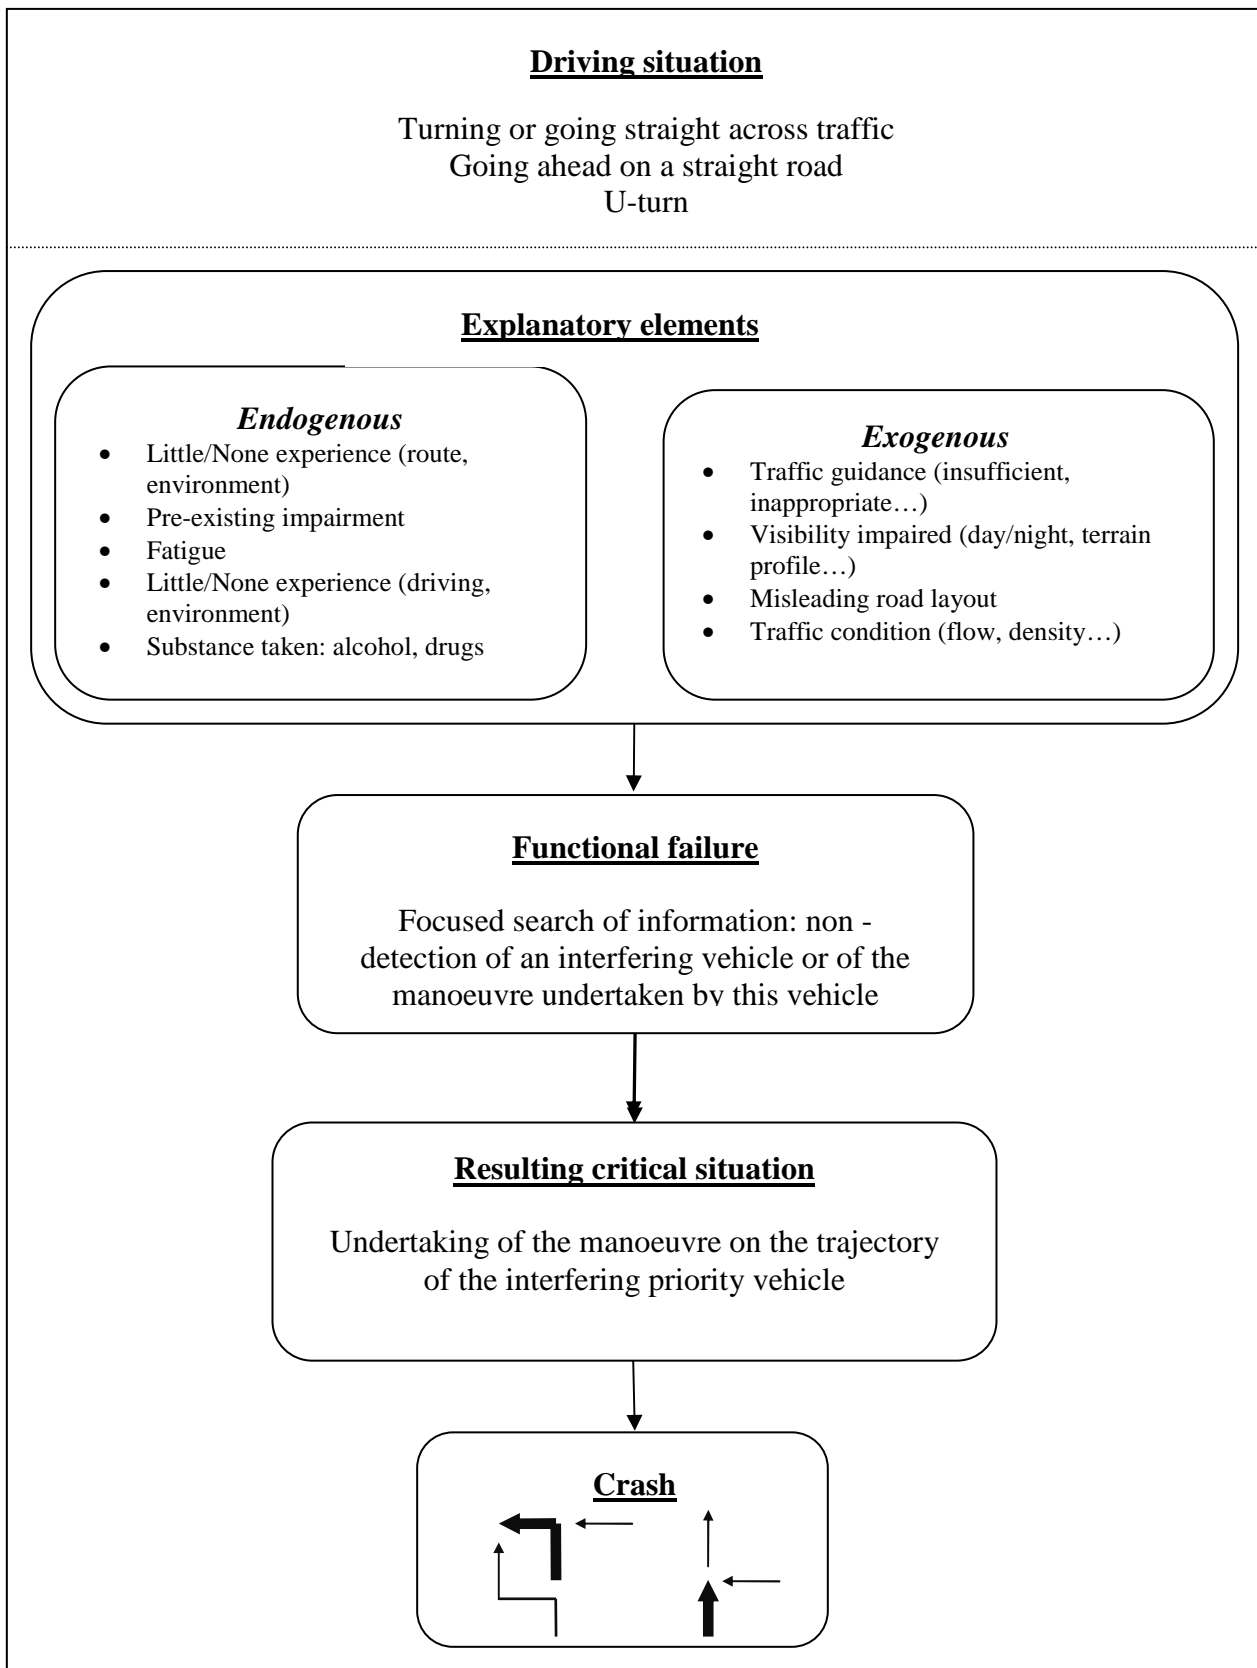 Driving situation
Turning or going straight across traffic
Going ahead on a straight road
U-turn
Explanatory elements
Endogenous
• Little/None experience (route,
environment)
• Pre-existing impairment
• Fatigue
• Little/None experience (driving,
environment)
• Substance taken: alcohol, drugs
Exogenous
• Traffic guidance (insufficient,
inappropriate…)
• Visibility impaired (day/night, terrain
profile…)
• Misleading road layout
• Traffic condition (flow, density…)
Functional failure
Focused search of information: non -
detection of an interfering vehicle or of the
manoeuvre undertaken by this vehicle
Resulting critical situation
Undertaking of the manoeuvre on the trajectory
of the interfering priority vehicle
Crash